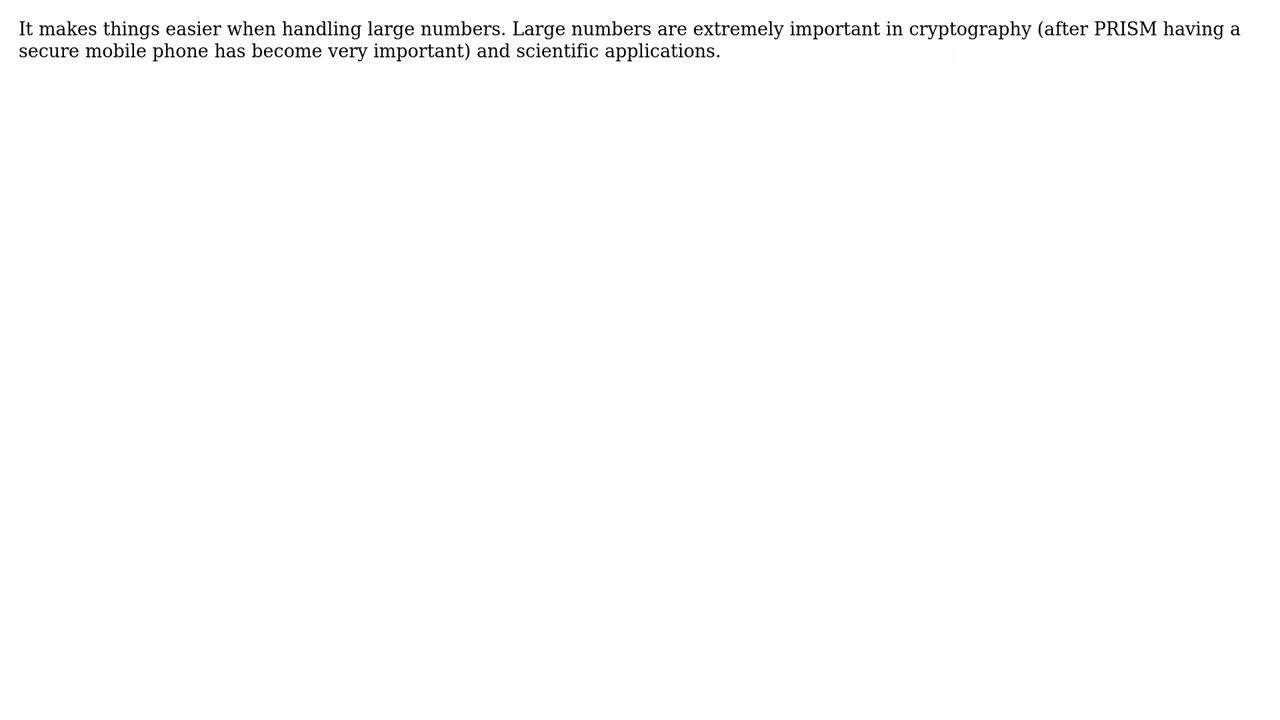 It makes things easier when handling large numbers. Large numbers are extremely important in cryptography (after PRISM having a
secure mobile phone has become very important) and scientific applications.